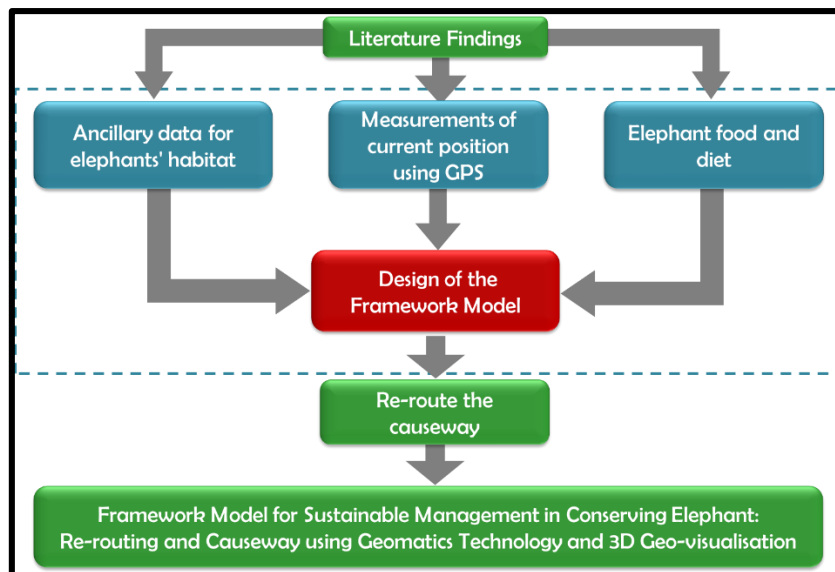 Literature Findings
Ancillary data for
elephants' habitat
Measurements of
current position
using GPS
Elephant food and
diet
Design of the
Framework Model
Re-route the
causeway
Framework Model for Sustainable Management in Conserving Elephant:
Re-routing and Causeway using Geomatics Technology and 3D Geo-visualisation